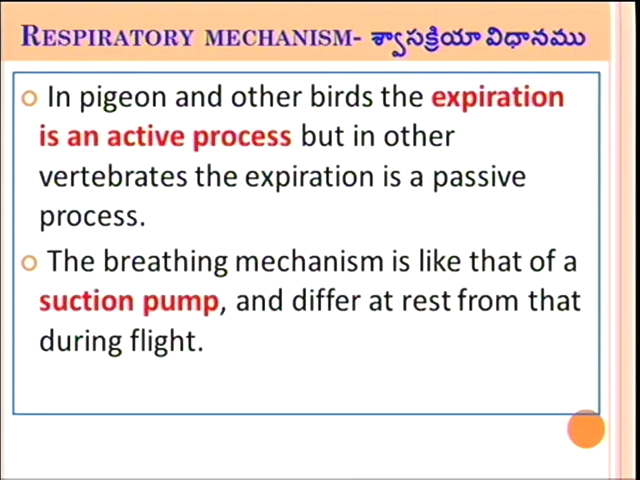 RESPIRATORY MECHANISM- శ్వాసక్రియా విధానము
In pigeon and other birds the expiration
is an active process but in other
vertebrates the expiration is a passive
process.
The breathing mechanism is like that of a
suction pump, and differ at rest from that
during flight.